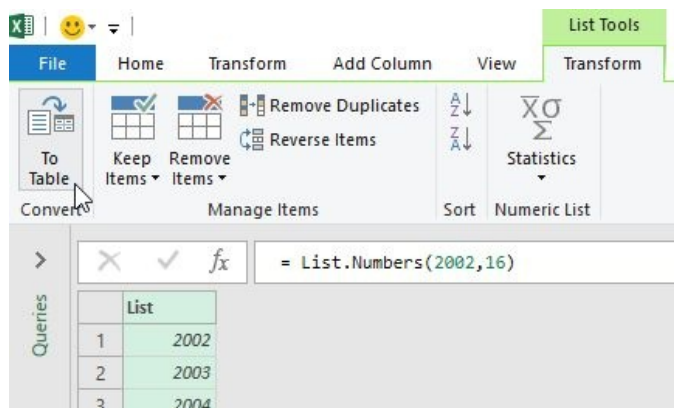 List Tools
File Home Transform Add Column View Transform
To Table
Keep Items
Remove Items
Remove Duplicates
Reverse Items
Statistics
Convert Manage Items Sort Numeric List
= List.Numbers(2002,16)
Queries
List
1 2002
2 2003
3 2004